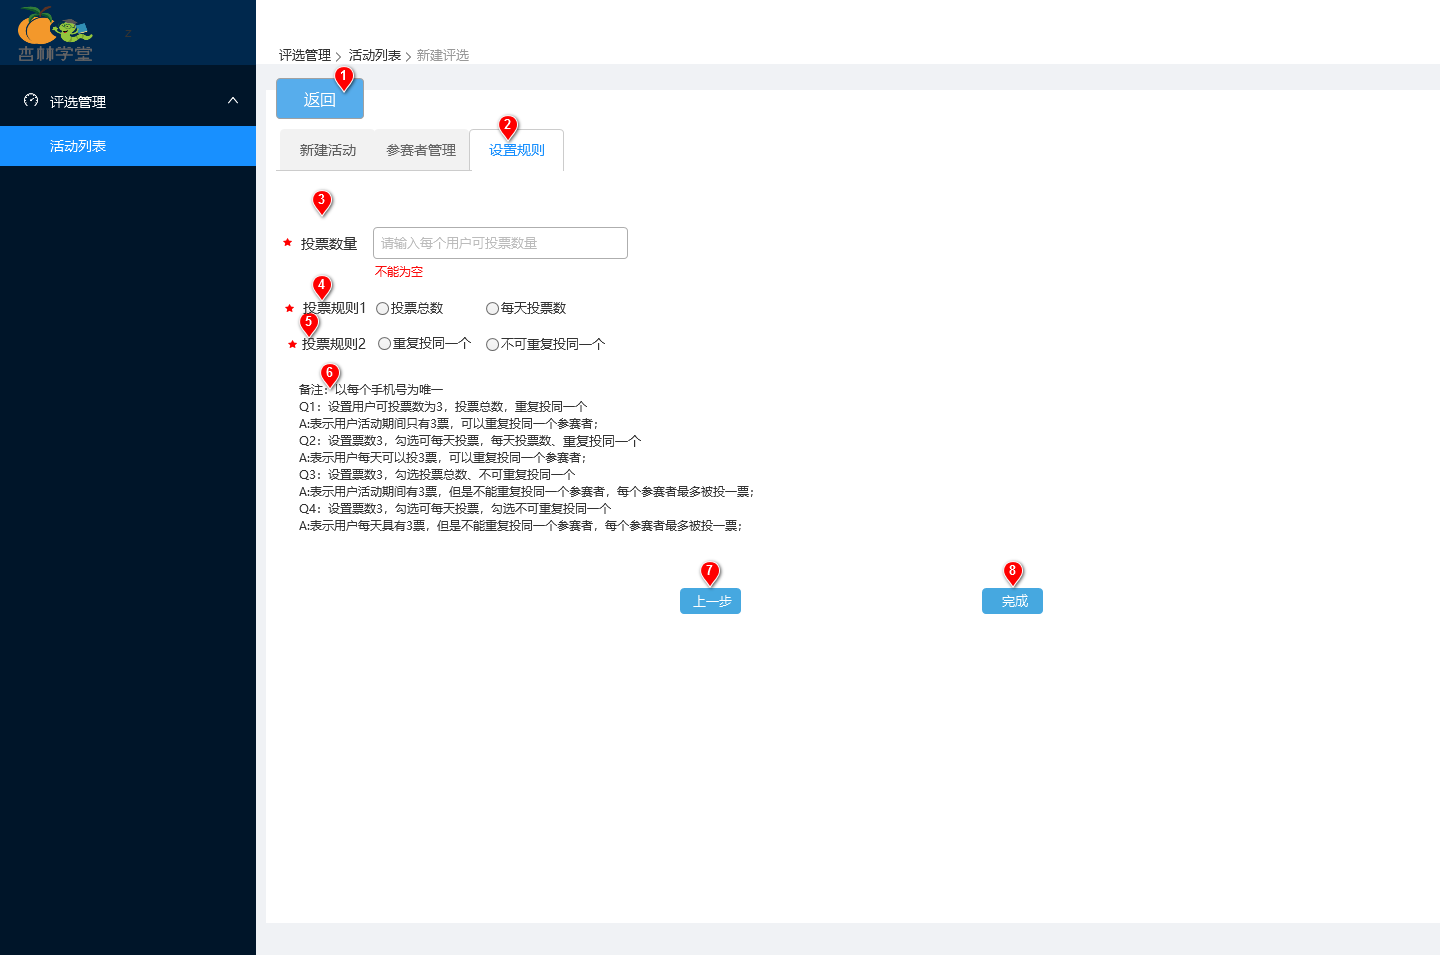 杏林学堂
z
评选管理
活动列表
评选管理 > 活动列表 > 新建评选
1
返回
2
新建活动 参赛者管理 设置规则
3
★ 投票数量 请输入每个用户可投票数量
不能为空
4
★ 投票规则1 投票总数 每天投票数
5
★ 投票规则2 重复投同一个 不可重复投同一个
6
备注：以每个手机号为唯一
Q1：设置用户可投票数为3，投票总数，重复投同一个
A:表示用户活动期间只有3票，可以重复投同一个参赛者；
Q2：设置票数3，勾选可每天投票，每天投票数、重复投同一个
A:表示用户每天可以投3票，可以重复投同一个参赛者；
Q3：设置票数3，勾选投票总数、不可重复投同一个
A:表示用户活动期间有3票，但是不能重复投同一个参赛者，每个参赛者最多被投一票；
Q4：设置票数3，勾选可每天投票，勾选不可重复投同一个
A:表示用户每天具有3票，但是不能重复投同一个参赛者，每个参赛者最多被投一票；
7 8
上一步 完成